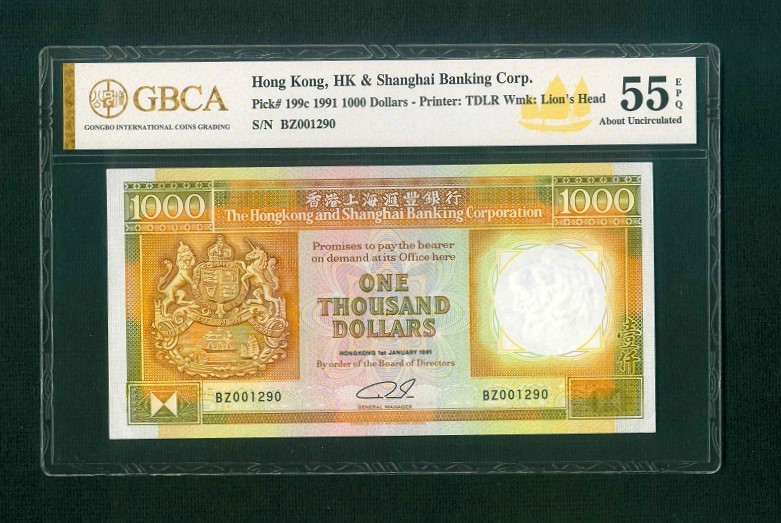 GBCA
GONGBO INTERNATIONAL COINS GRADING
Hong Kong, HK & Shanghai Banking Corp.
Pick# 199c 1991 1000 Dollars - Printer: TDLR Wmk: Lion's Head
S/N BZ001290
55
EPQ
About Uncirculated
1000
香港上海滙豐銀行
1000
The Hongkong and Shanghai Banking Corporation
Promises to pay the bearer
on demand at its Office here
ONE
THOUSAND
DOLLARS
HONGKONG 1st JANUARY 1991
By order of the Board of Directors
壹仟
BZ001290
BZ001290
GENERAL MANAGER